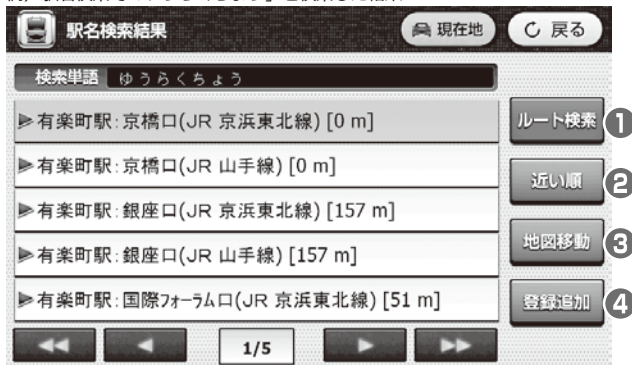 駅名検索結果
現在地
戻る
検索単語 ゆうらくちょう
有楽町駅:京橋口(JR 京浜東北線) [0 m]
ルート検索 1
有楽町駅:京橋口(JR 山手線) [0 m]
近い順 2
有楽町駅:銀座口(JR 京浜東北線) [157 m]
地図移動 3
有楽町駅:銀座口(JR 山手線) [157 m]
有楽町駅:国際フォーラム口(JR 京浜東北線) [51 m]
登録追加 4
1/5